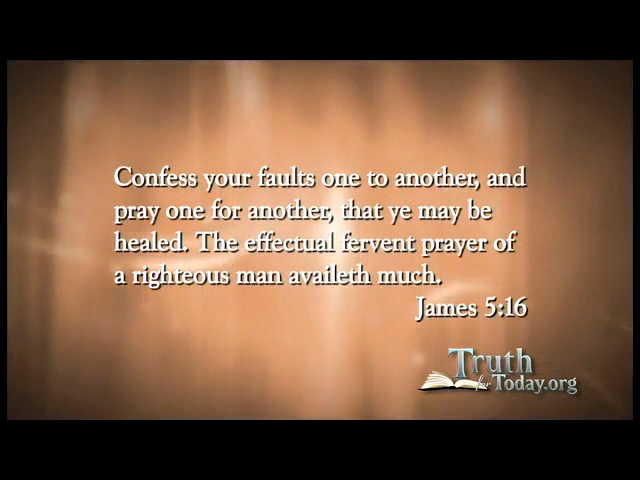 Confess your faults one to another, and
pray one for another, that ye may be
healed. The effectual fervent prayer of
a righteous man availeth much.
James 5:16
Truth
for Today.org